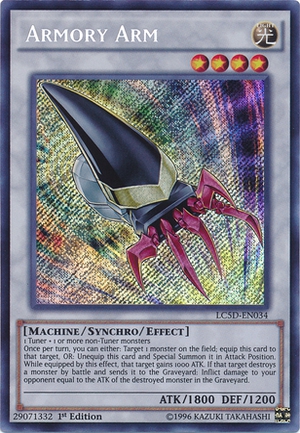 ARMORY ARM
LIGHT
光
LC5D-EN034
[MACHINE/SYNCHRO/EFFECT]
1 Tuner + 1 or more non-Tuner monsters
Once per turn, you can either: Target 1 monster on the field; equip this card to
that target, OR: Unequip this card and Special Summon it in Attack Position.
While equipped by this effect, that target gains 1000 ATK. If that target destroys
a monster by battle and sends it to the Graveyard: Inflict damage to your
opponent equal to the ATK of the destroyed monster in the Graveyard.
ATK/1800 DEF/1200
29071332 1st Edition ©1996 KAZUKI TAKAHASHI